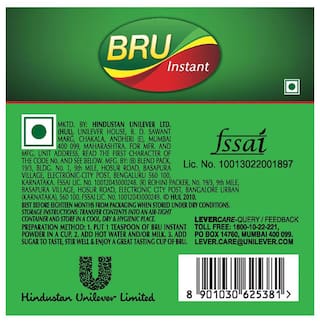 BRU
Instant
MKTD. BY: HINDUSTAN UNILEVER LTD.
(HUL), UNILEVER HOUSE, B. D. SAWANT
MARG, CHAKALA, ANDHERI (E), MUMBAI
400 099, MAHARASHTRA. FOR MER. AND
MFG. UNIT ADDRESS, READ THE FIRST CHARACTER OF
THE CODE No. AND SEE BELOW. MFG. BY: (B) BLEND PACK,
19/3, BLDG. No. 1, 9th MILE, HOSUR ROAD, BASAPURA
VILLAGE, ELECTRONIC-CITY POST, BENGALURU 560 100,
KARNATAKA. FSSAI LIC. No. 10012043000248. (R) ROHINI PACKER, No. 19/3, 9th MILE,
BASAPURA VILLAGE, HOSUR ROAD, ELECTRONIC-CITY POST, BANGALORE URBAN
(KARNATAKA) 560 100. FSSAI LIC. No. 10012043000249. © HUL 2010.
fssai
Lic. No. 10013022001897
BEST BEFORE EIGHTEEN MONTHS FROM PACKAGING WHEN STORED UNDER DRY CONDITIONS.
STORAGE INSTRUCTIONS: TRANSFER CONTENTS INTO AN AIR-TIGHT
CONTAINER AND STORE IN A COOL, DRY & HYGIENIC PLACE.
PREPARATION METHOD: 1. PUT 1 TEASPOON OF BRU INSTANT
POWDER IN A CUP. 2. ADD HOT WATER AND/OR MILK. 3. ADD
SUGAR TO TASTE, STIR WELL & ENJOY A GREAT TASTING CUP OF BRU.
LEVERCARE-QUERY / FEEDBACK
TOLL FREE: 1800-10-22-221,
PO BOX 14760, MUMBAI 400 099.
LEVER.CARE@UNILEVER.COM
Hindustan Unilever Limited
8 901030 625381 >